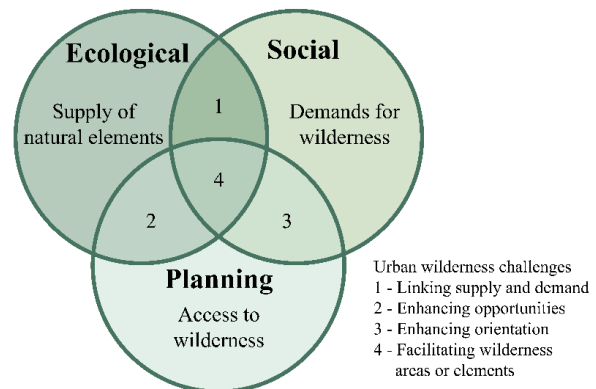 Ecological
Social
Supply of
natural elements
1
Demands for
wilderness
4
2
3
Planning
Access to
wilderness
Urban wilderness challenges
1 - Linking supply and demand
2 - Enhancing opportunities
3 - Enhancing orientation
4 - Facilitating wilderness
areas or elements